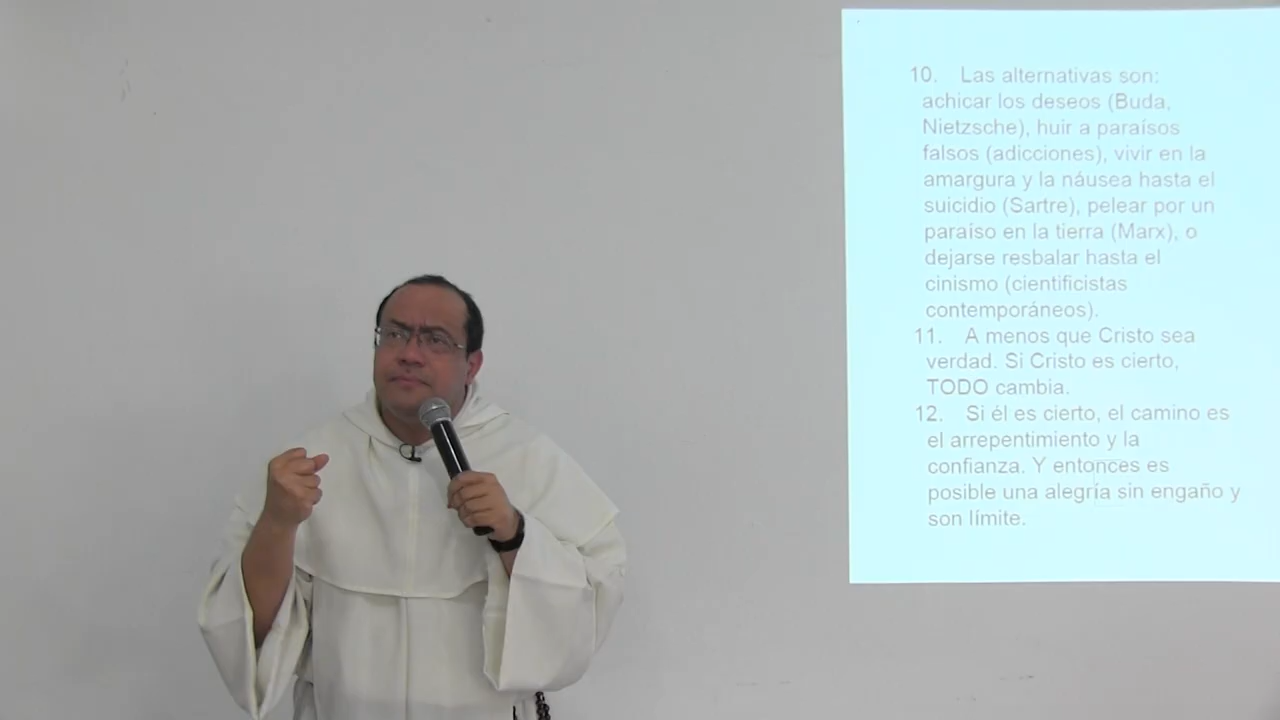 10. Las alternativas son:
achicar los deseos (Buda,
Nietzsche), huir a paraísos
falsos (adicciones), vivir en la
amargura y la náusea hasta el
suicidio (Sartre), pelear por un
paraíso en la tierra (Marx), o
dejarse resbalar hasta el
cinismo (cientificistas
contemporáneos).
11. A menos que Cristo sea
verdad. Si Cristo es cierto,
TODO cambia.
12. Si él es cierto, el camino es
el arrepentimiento y la
confianza. Y entonces es
posible una alegría sin engaño y
son límite.